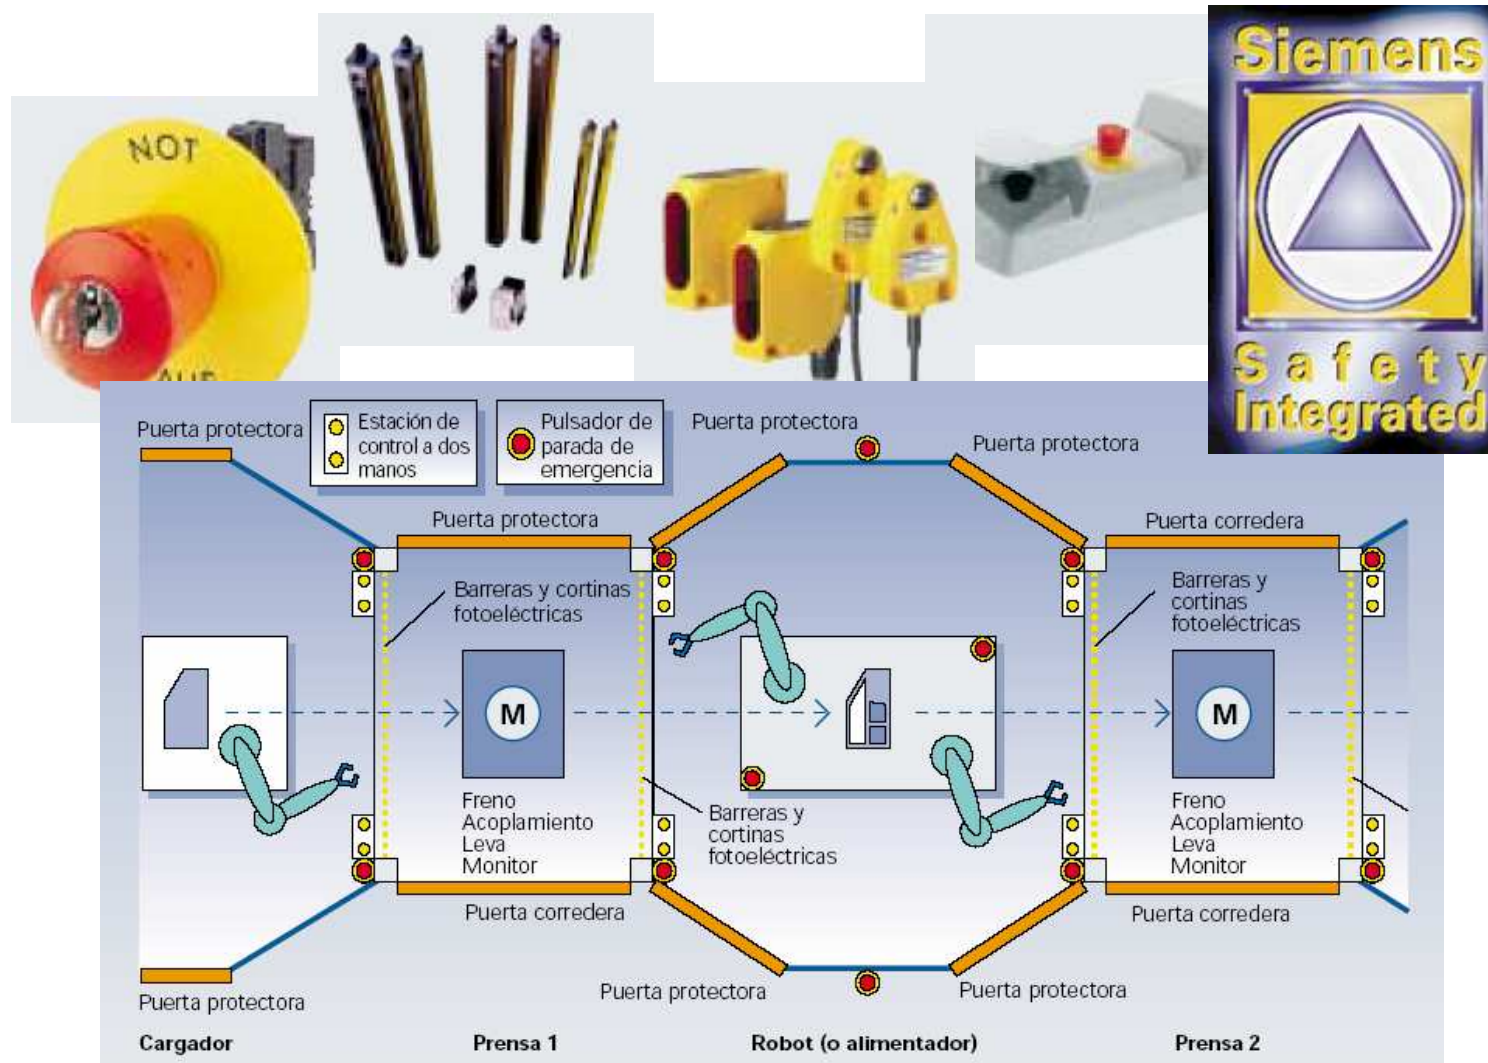 NOT
Siemens
Safety
Integrated
Puerta protectora
Estación de
control a dos
manos
Pulsador de
parada de
emergencia
Puerta protectora
Puerta protectora
Puerta protectora
Puerta corredera
Barreras y cortinas
fotoeléctricas
Barreras y
cortinas
fotoeléctricas
M
M
Freno
Acoplamiento
Leva
Monitor
Barreras y
cortinas
fotoeléctricas
Freno
Acoplamiento
Leva
Monitor
Puerta corredera
Puerta corredera
Puerta protectora
Puerta protectora
Puerta protectora
Cargador
Prensa 1
Robot (o alimentador)
Prensa 2